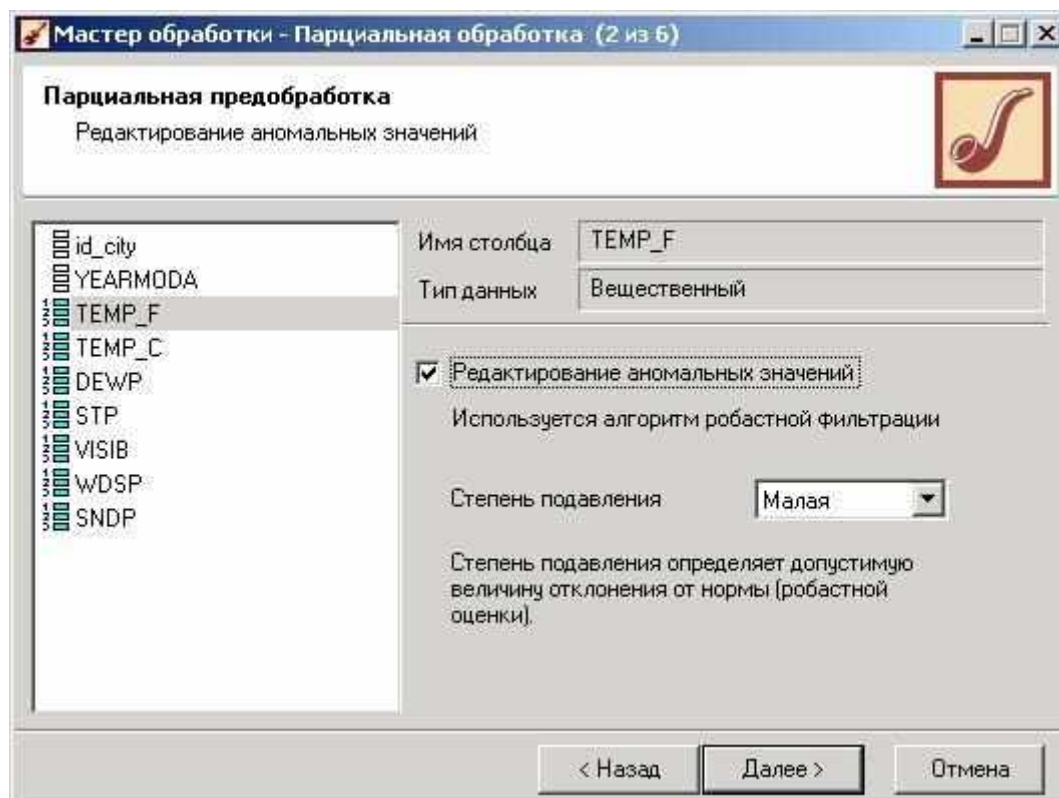 Мастер обработки - Парциальная обработка (2 из 6)
Парциальная предобработка
Редактирование аномальных значений
id_city
YEARMODA
TEMP_F
TEMP_C
DEWP
STP
VISIB
WDSP
SNDP
Имя столбца TEMP_F
Тип данных Вещественный
Редактирование аномальных значений
Используется алгоритм робастной фильтрации
Степень подавления Малая
Степень подавления определяет допустимую
величину отклонения от нормы (робастной
оценки).
< Назад Далее > Отмена